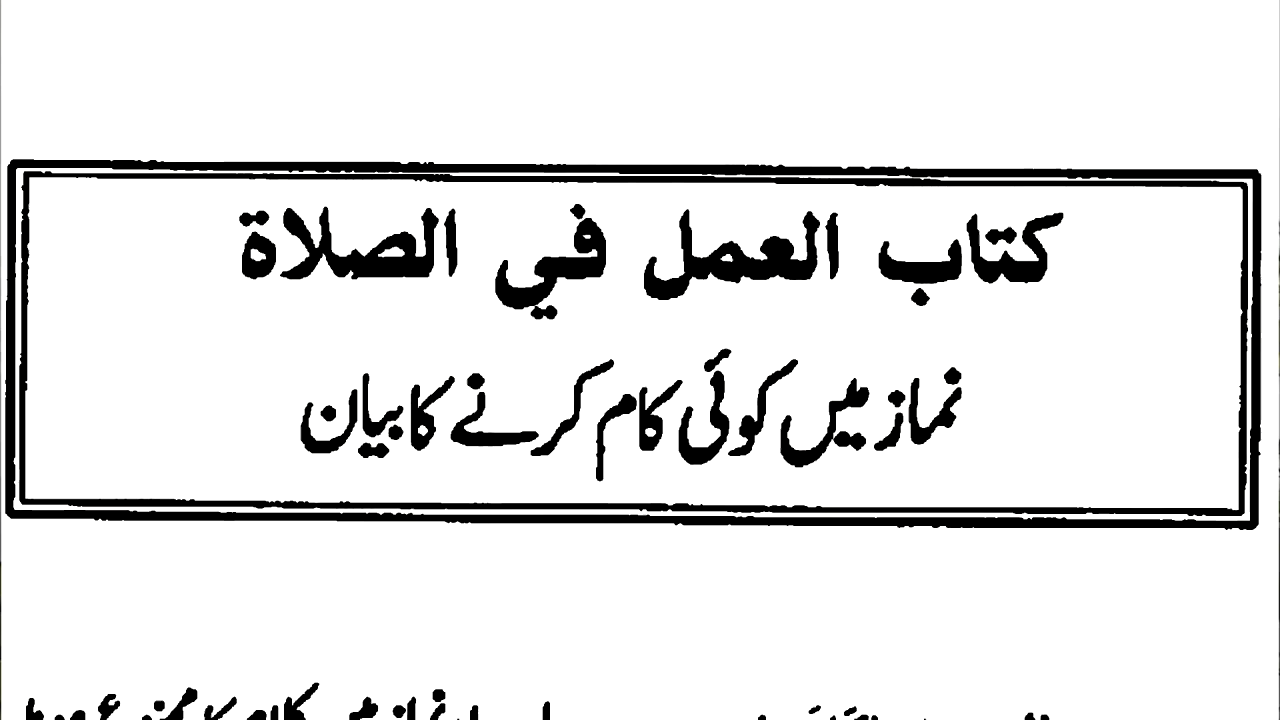 كتاب العمل في الصلاة
نماز میں کوئی کام کرنے کا بیان